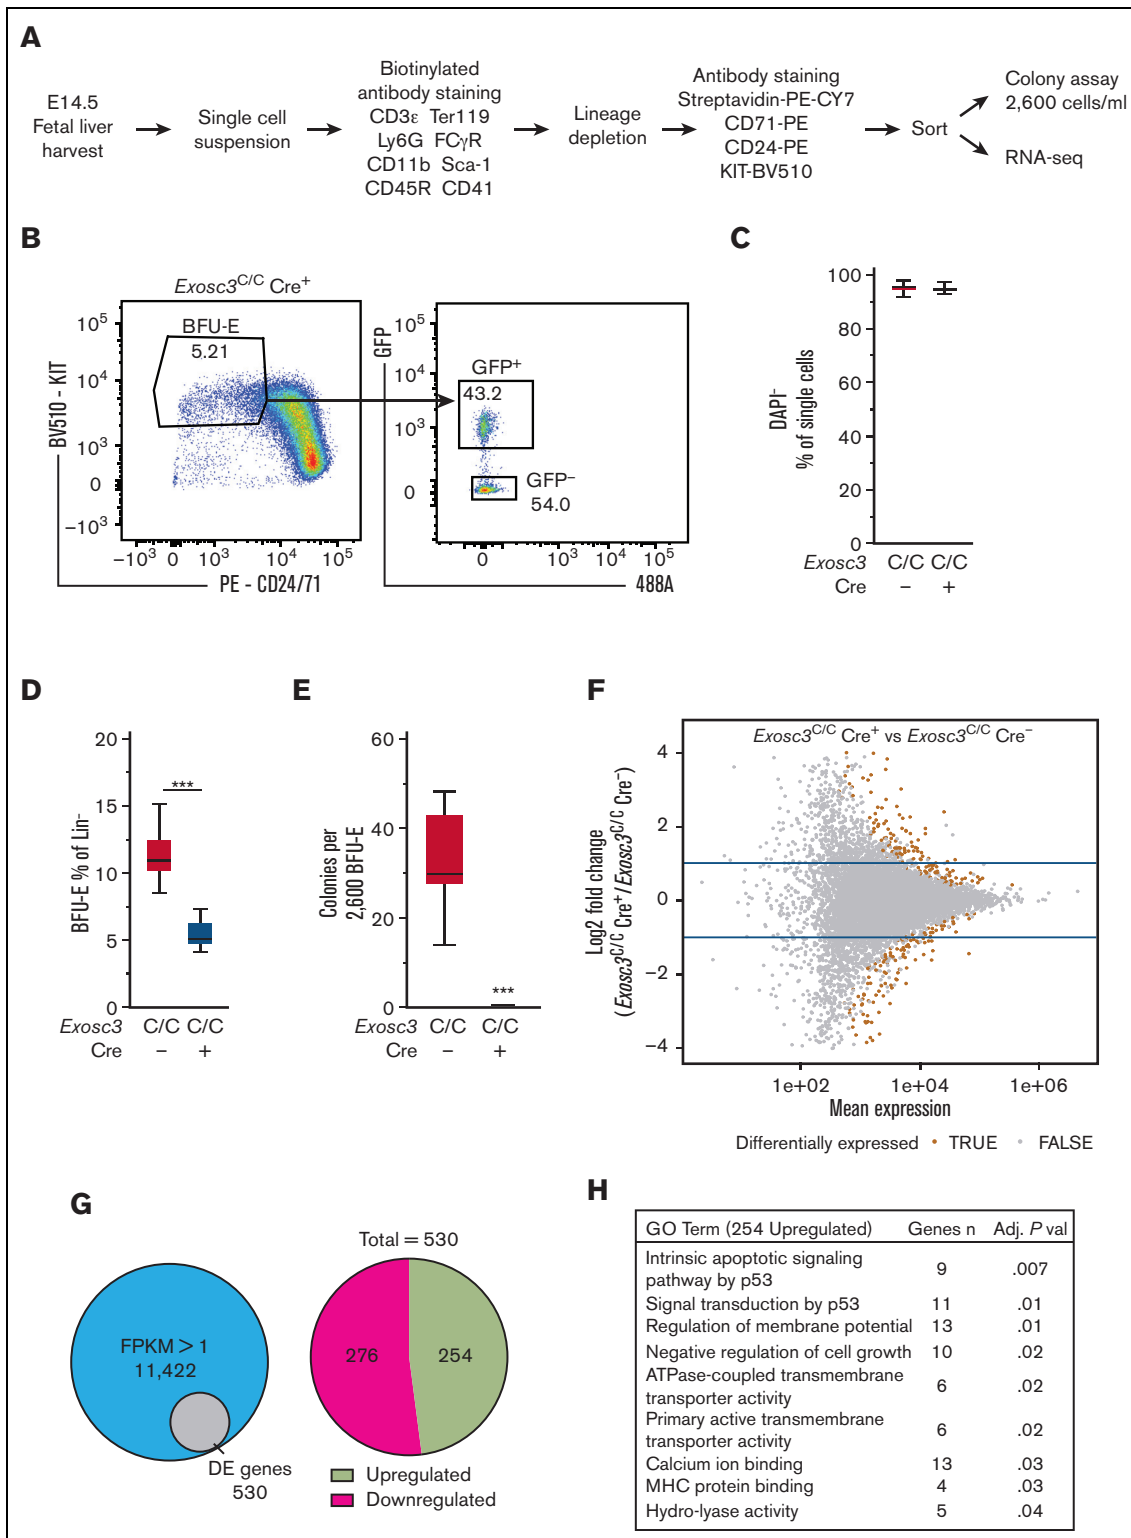 A
E14.5
Fetal liver
harvest
Single cell
suspension
Biotinylated
antibody staining
CD3ε Ter119
Ly6G FCγR
CD11b Sca-1
CD45R CD41
Lineage
depletion
Antibody staining
Streptavidin-PE-CY7
CD71-PE
CD24-PE
KIT-BV510
Sort
Colony assay
2,600 cells/ml
RNA-seq
B
Exosc3C/C Cre+
BV510 - KIT
10^5
10^4
10^3
0
−10^3
BFU-E
5.21
−10^3 0 10^3 10^4 10^5
PE - CD24/71
GFP
10^5
10^4
10^3
0
GFP+
43.2
GFP−
54.0
0 10^3 10^4 10^5
488A
C
DAPI-
% of single cells
100
80
60
40
20
0
Exosc3 C/C C/C
Cre − +
D
BFU-E % of Lin-
20
15
10
5
0
***
Exosc3 C/C C/C
Cre − +
E
Colonies per
2,600 BFU-E
60
40
20
0
***
Exosc3 C/C C/C
Cre − +
F
Exosc3C/C Cre+ vs Exosc3C/C Cre−
Log2 fold change
(Exosc3C/C Cre+/Exosc3C/C Cre−)
4
2
0
−2
−4
1e+02 1e+04 1e+06
Mean expression
Differentially expressed TRUE FALSE
G
FPKM > 1
11,422
DE genes
530
Total = 530
276 254
Upregulated
Downregulated
H
GO Term (254 Upregulated) Genes n Adj. P val
Intrinsic apoptotic signaling
pathway by p53 9 .007
Signal transduction by p53 11 .01
Regulation of membrane potential 13 .01
Negative regulation of cell growth 10 .02
ATPase-coupled transmembrane
transporter activity 6 .02
Primary active transmembrane
transporter activity 6 .02
Calcium ion binding 13 .03
MHC protein binding 4 .03
Hydro-lyase activity 5 .04